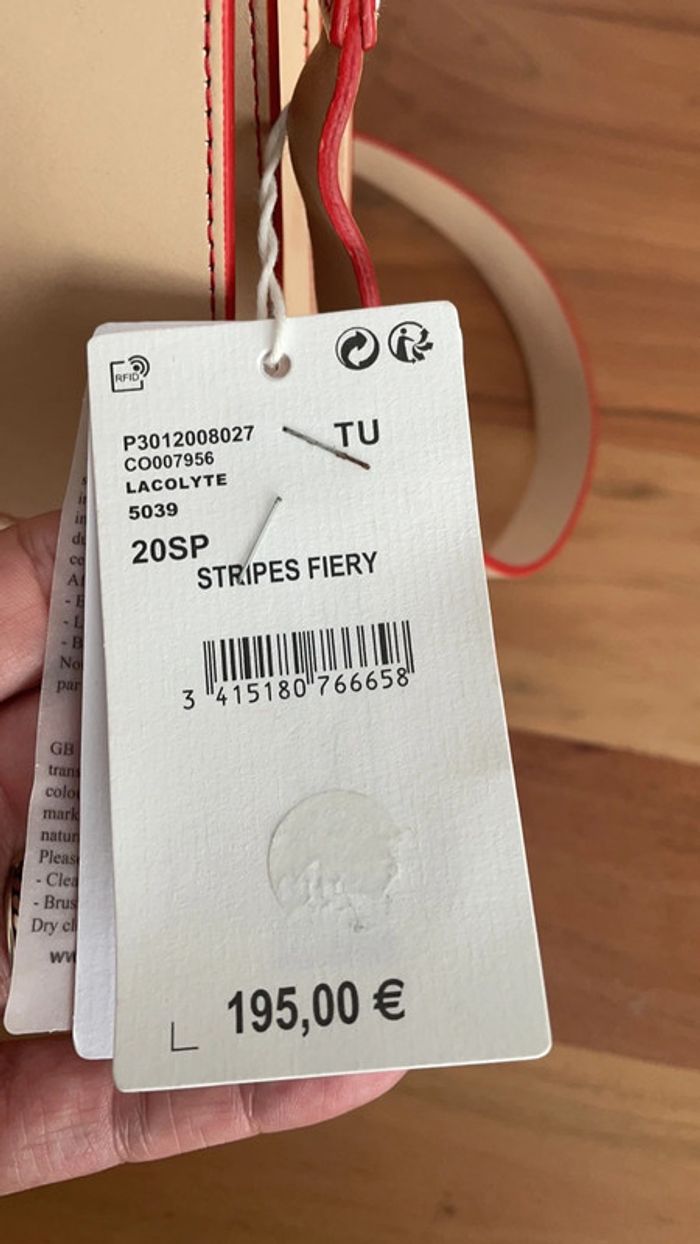 RFID
P3012008027 TU
CO007956
LACOLYTE
5039
20SP
STRIPES FIERY
3 415180 766658
195,00 €
GB